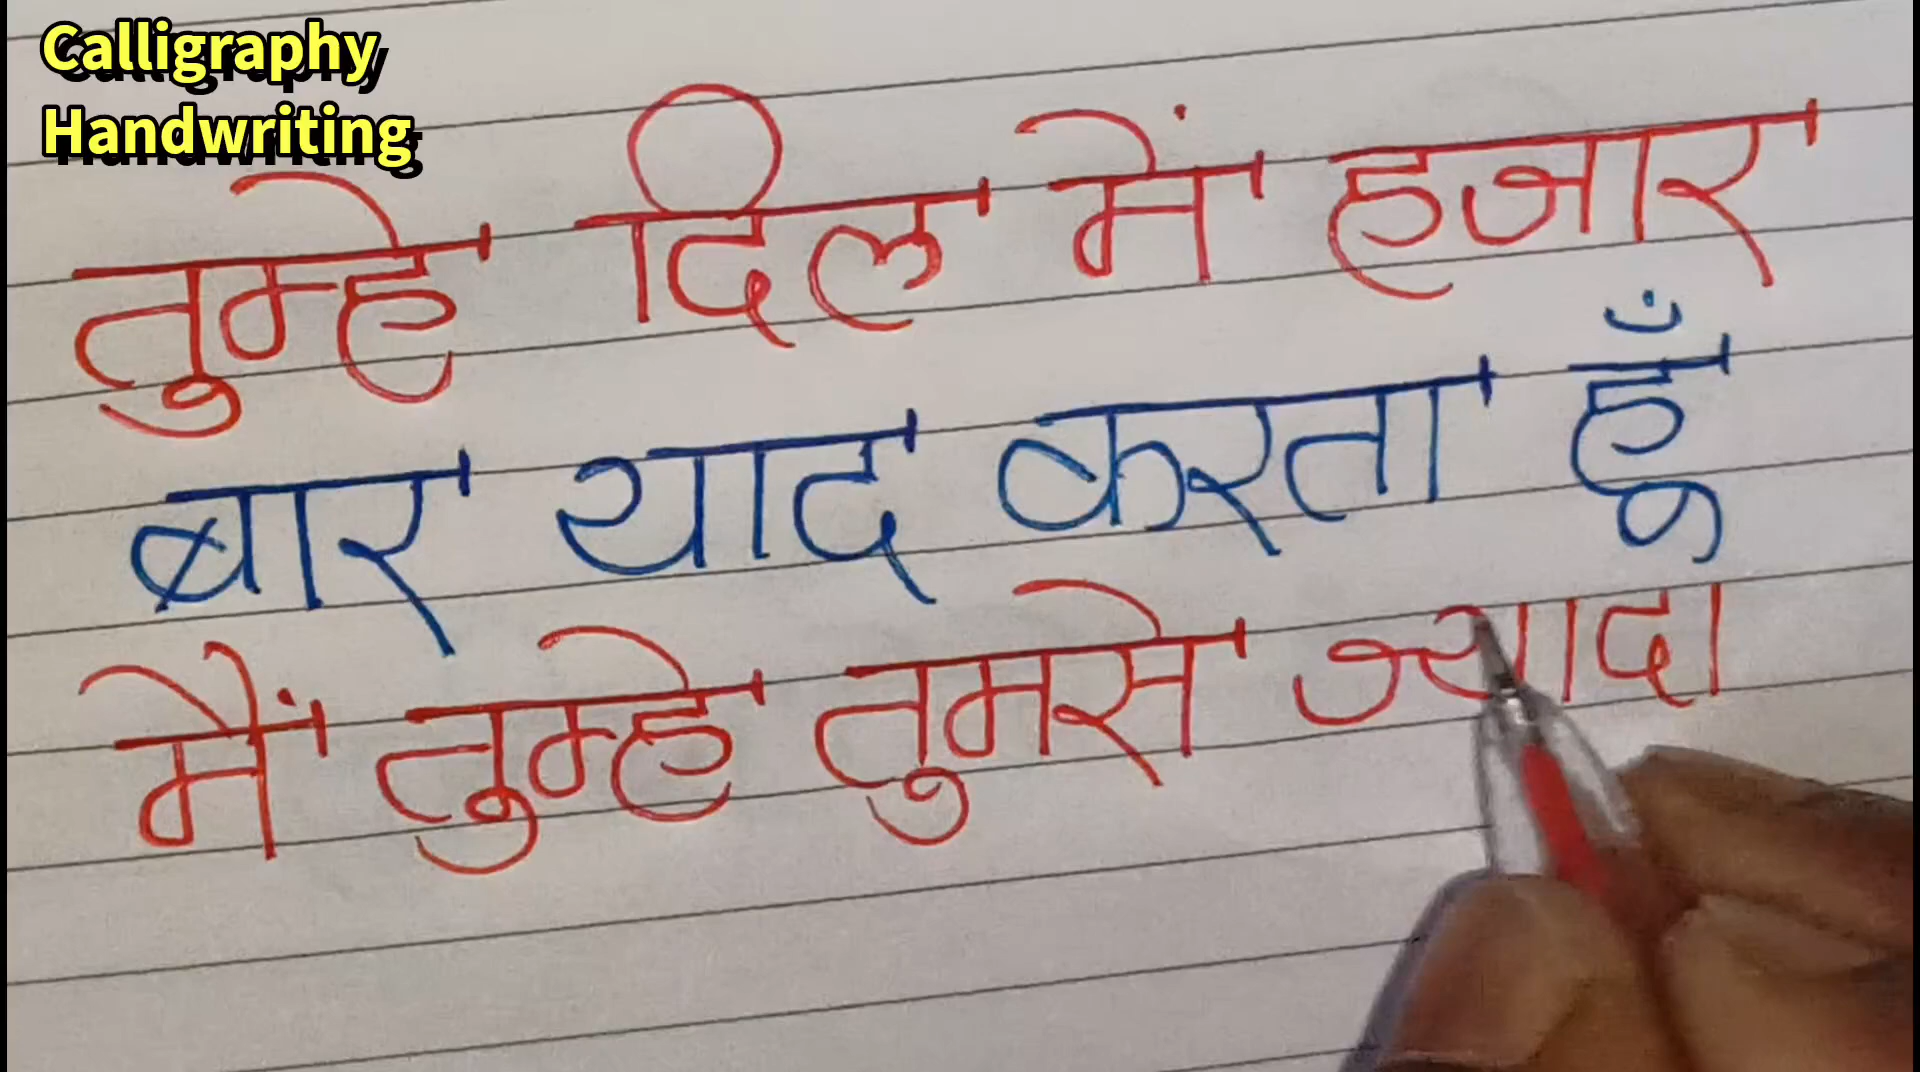 Calligraphy
Handwriting
तुम्हे दिल में हजार
बार याद करता हूँ
मैं तुम्हे तुमसे ज्यादा